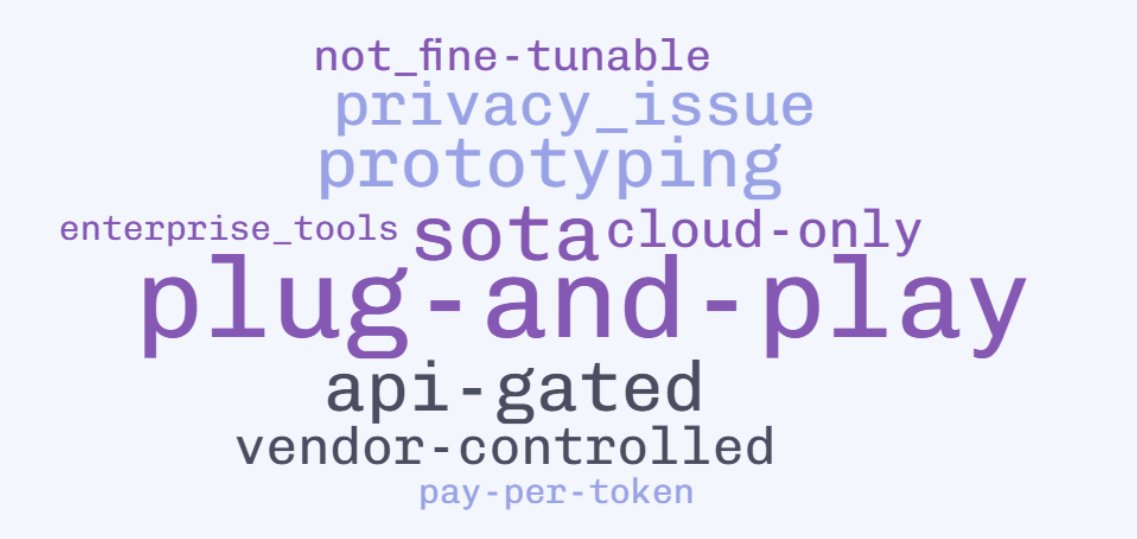 not_fine-tunable
privacy_issue
prototyping
enterprise_tools sota cloud-only
plug-and-play
api-gated
vendor-controlled
pay-per-token